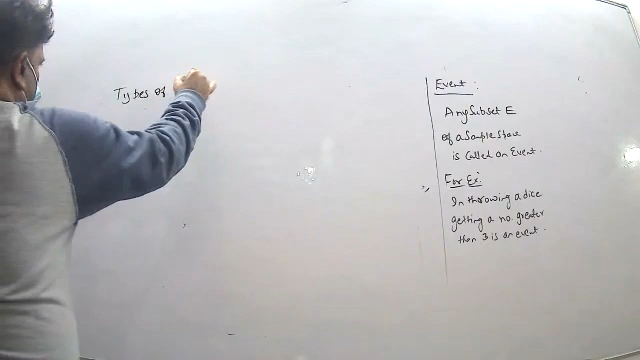 Types of
Event :
Any Subset E
of a Sample Space
is Called an Event.
For Ex:
In throwing a dice
getting a no. greater
then 3 is an event.